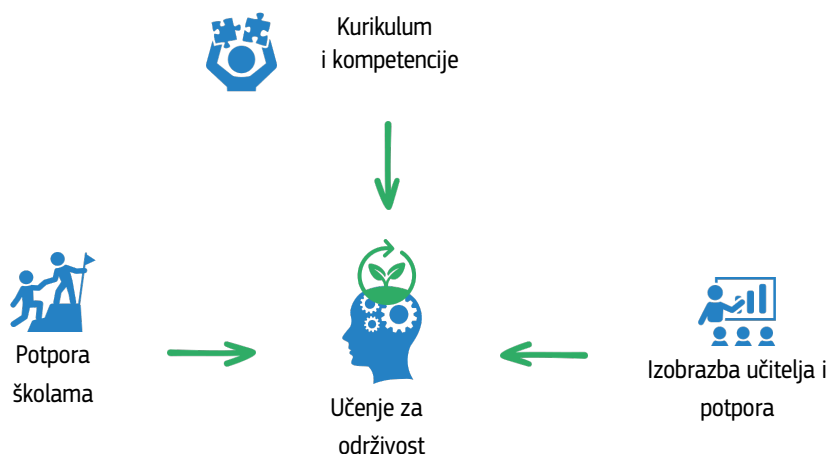 Kurikulum
i kompetencije
Potpora
školama
Učenje za
održivost
Izobrazba učitelja i
potpora